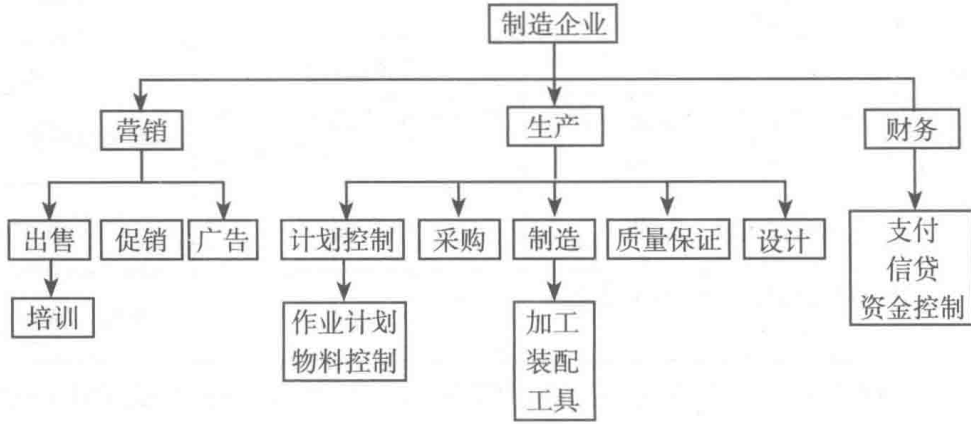 制造企业
营销
生产
财务
出售
促销
广告
计划控制
采购
制造
质量保证
设计
支付
信贷
资金控制
培训
作业计划
物料控制
加工
装配
工具